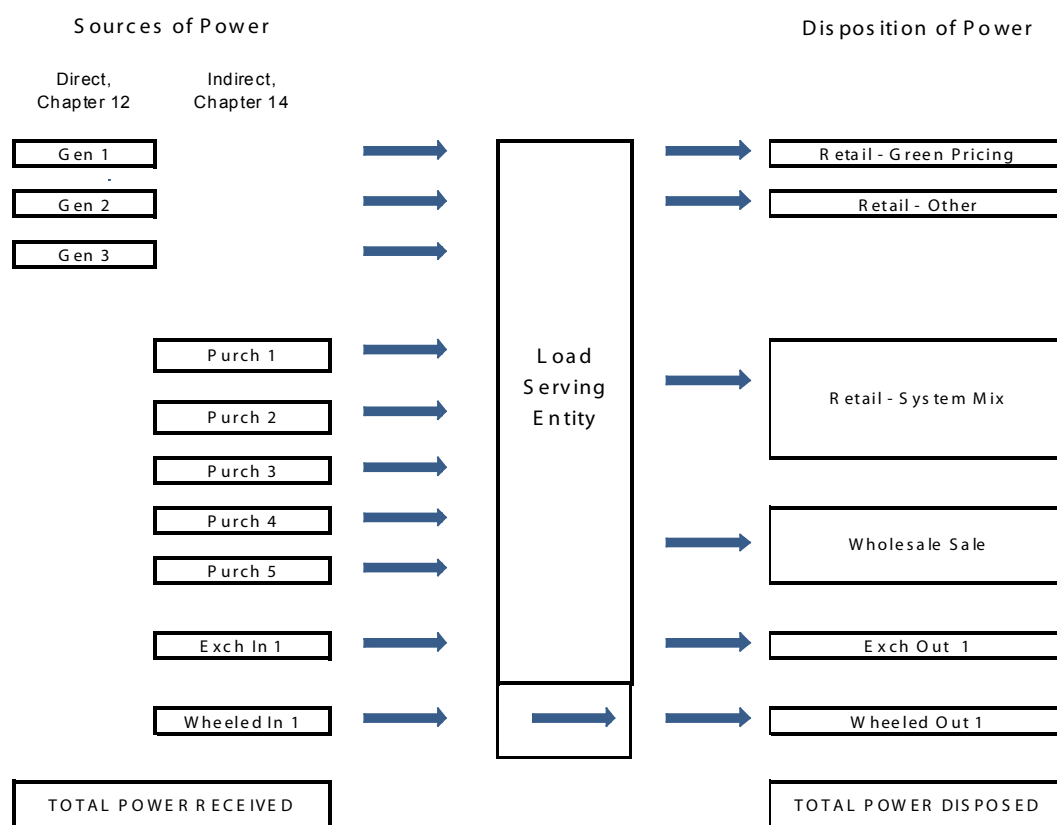 Sources of Power
Disposition of Power
Direct,
Chapter 12
Indirect,
Chapter 14
Gen 1
Retail - Green Pricing
Gen 2
Retail - Other
Gen 3
Purch 1
Purch 2
Purch 3
Purch 4
Purch 5
Load
Serving
Entity
Retail - System Mix
Wholesale Sale
Exch In 1
Exch Out 1
Wheeled In 1
Wheeled Out 1
TOTAL POWER RECEIVED
TOTAL POWER DISPOSED